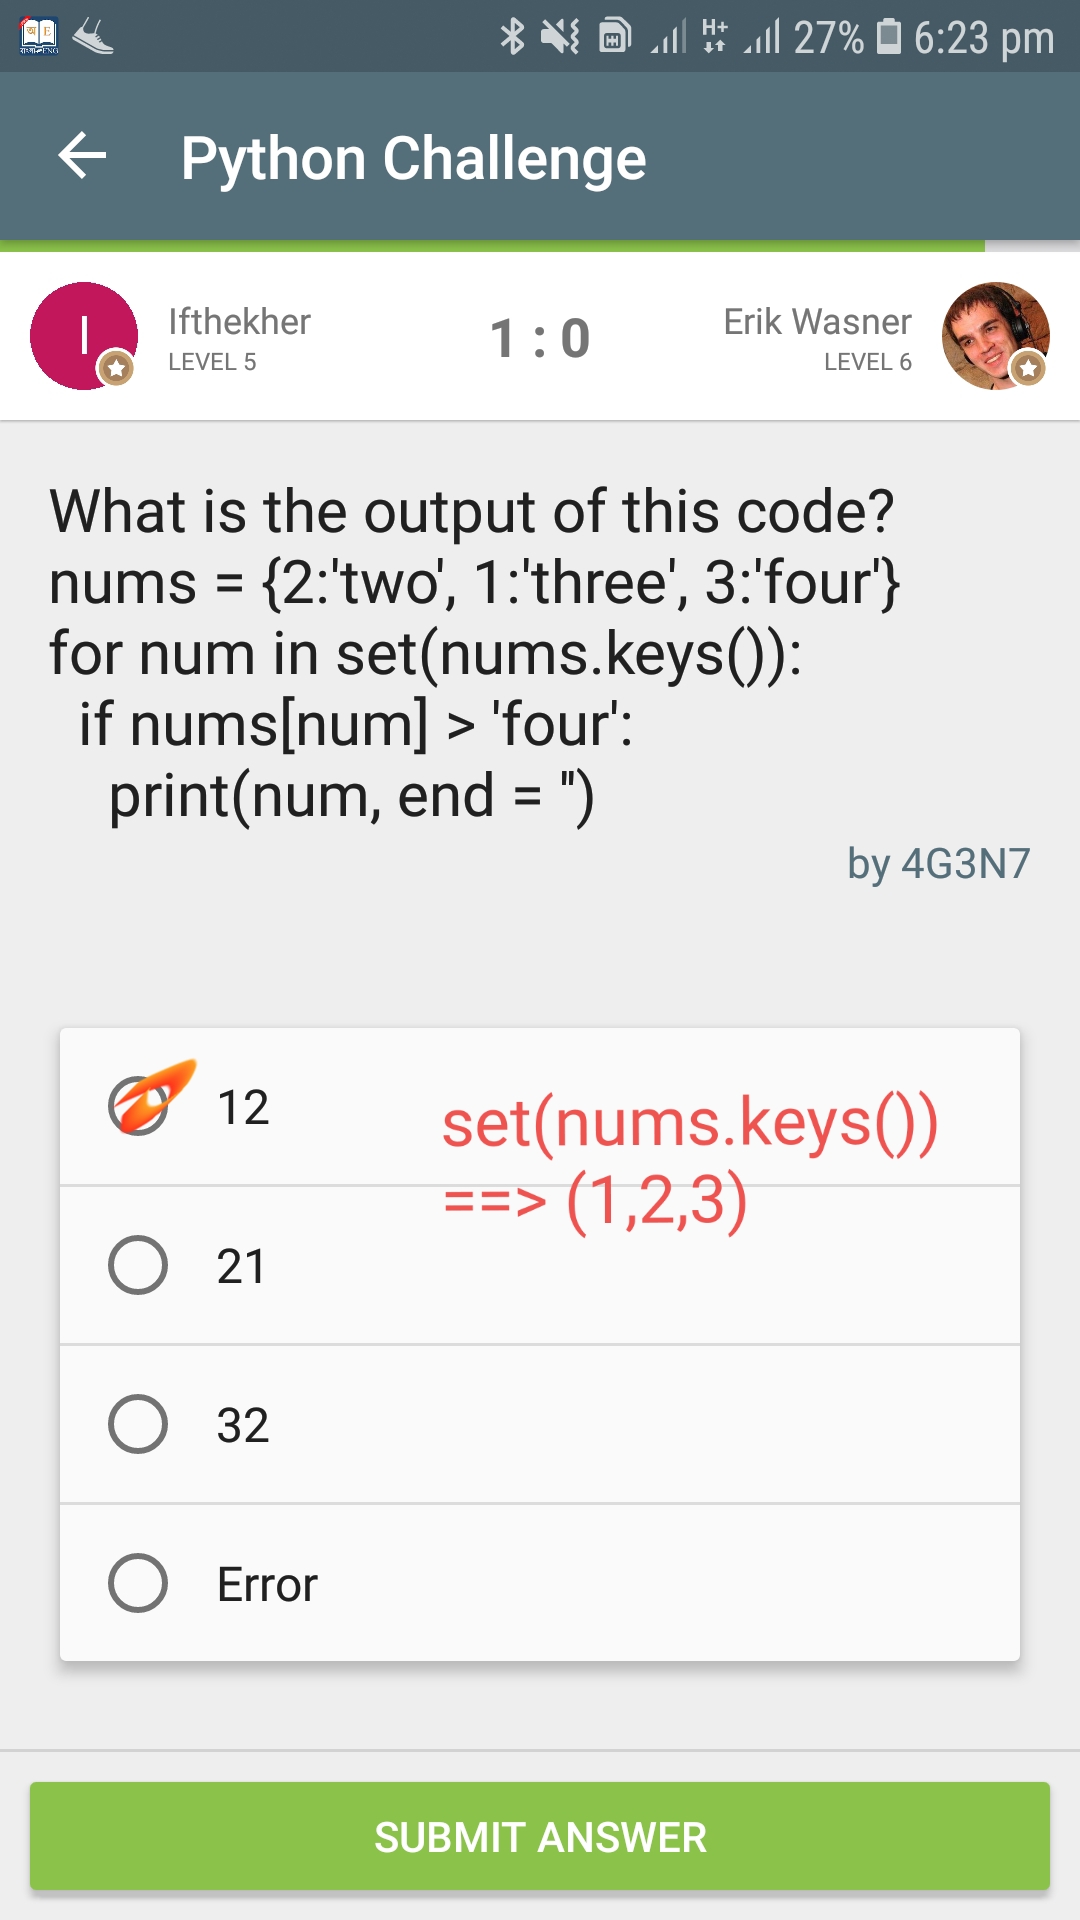 H+ 27% 6:23 pm
Python Challenge
I Ifthekher 1 : 0 Erik Wasner
LEVEL 5 LEVEL 6
What is the output of this code?
nums = {2:'two', 1:'three', 3:'four'}
for num in set(nums.keys()):
if nums[num] > 'four':
print(num, end = '')
by 4G3N7
12
set(nums.keys())
==> (1,2,3)
21
32
Error
SUBMIT ANSWER